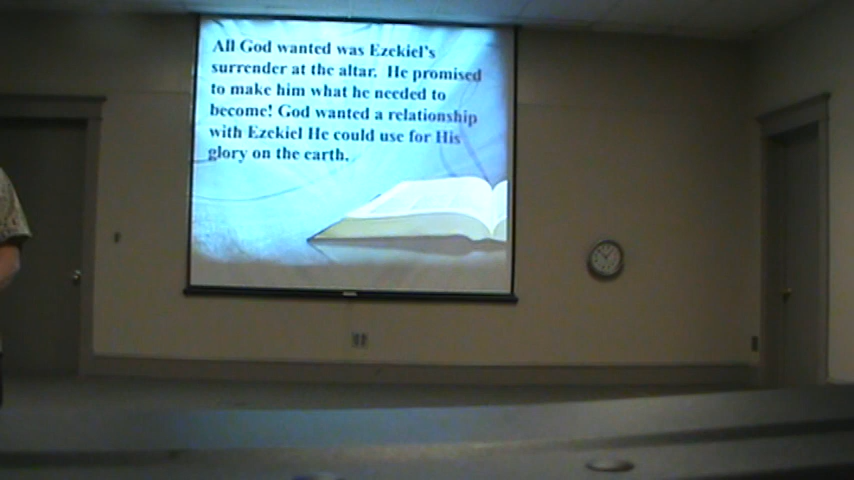 All God wanted was Ezekiel's
surrender at the altar. He promised
to make him what he needed to
become! God wanted a relationship
with Ezekiel He could use for His
glory on the earth.